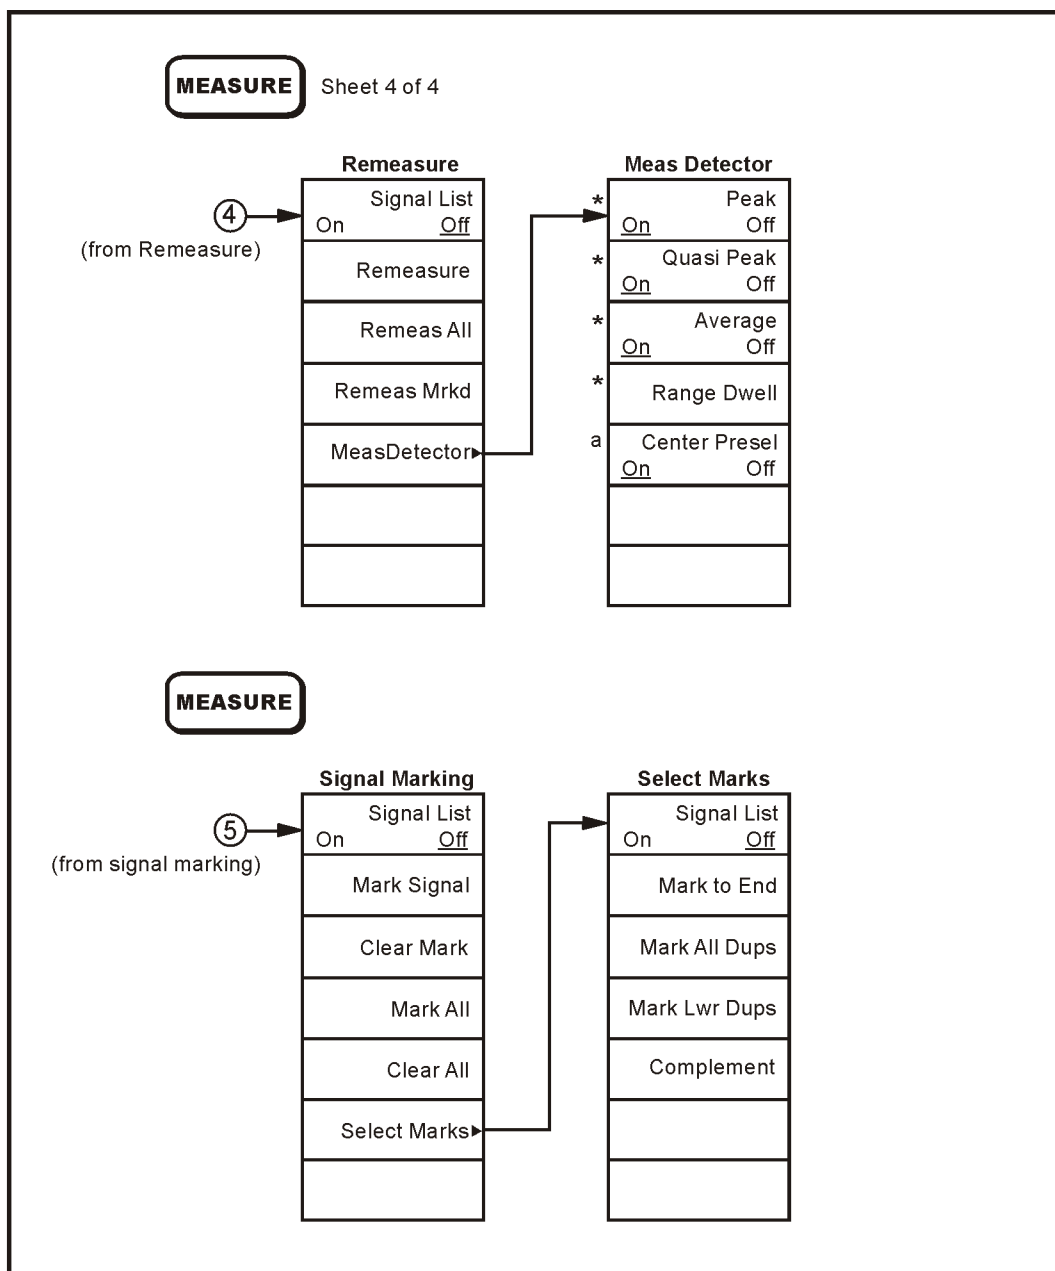 MEASURE Sheet 4 of 4
Remeasure
4
(from Remeasure)
Signal List
On Off
Remeasure
Remeas All
Remeas Mrkd
MeasDetector
Meas Detector
* Peak
On Off
* Quasi Peak
On Off
* Average
On Off
* Range Dwell
a Center Presel
On Off
MEASURE
Signal Marking
5
(from signal marking)
Signal List
On Off
Mark Signal
Clear Mark
Mark All
Clear All
Select Marks
Select Marks
Signal List
On Off
Mark to End
Mark All Dups
Mark Lwr Dups
Complement